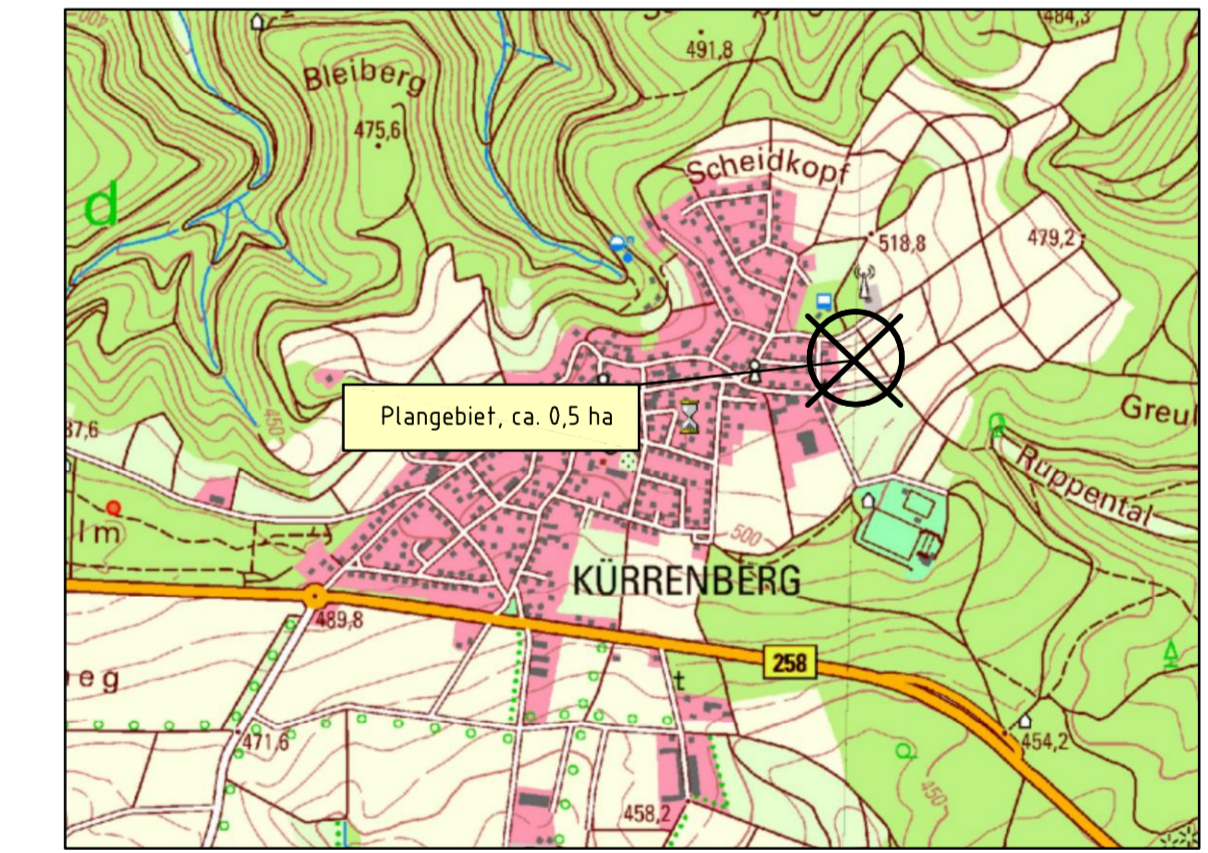 Bleiberg
475,6
491,8
484,3
Scheidkopf
518,8
479,2
d
Plangebiet, ca. 0,5 ha
450
Greul
Ruppental
37,6
lm
500
KÜRRENBERG
489,8
258
eg
t
471,6
454,2
458,2
450